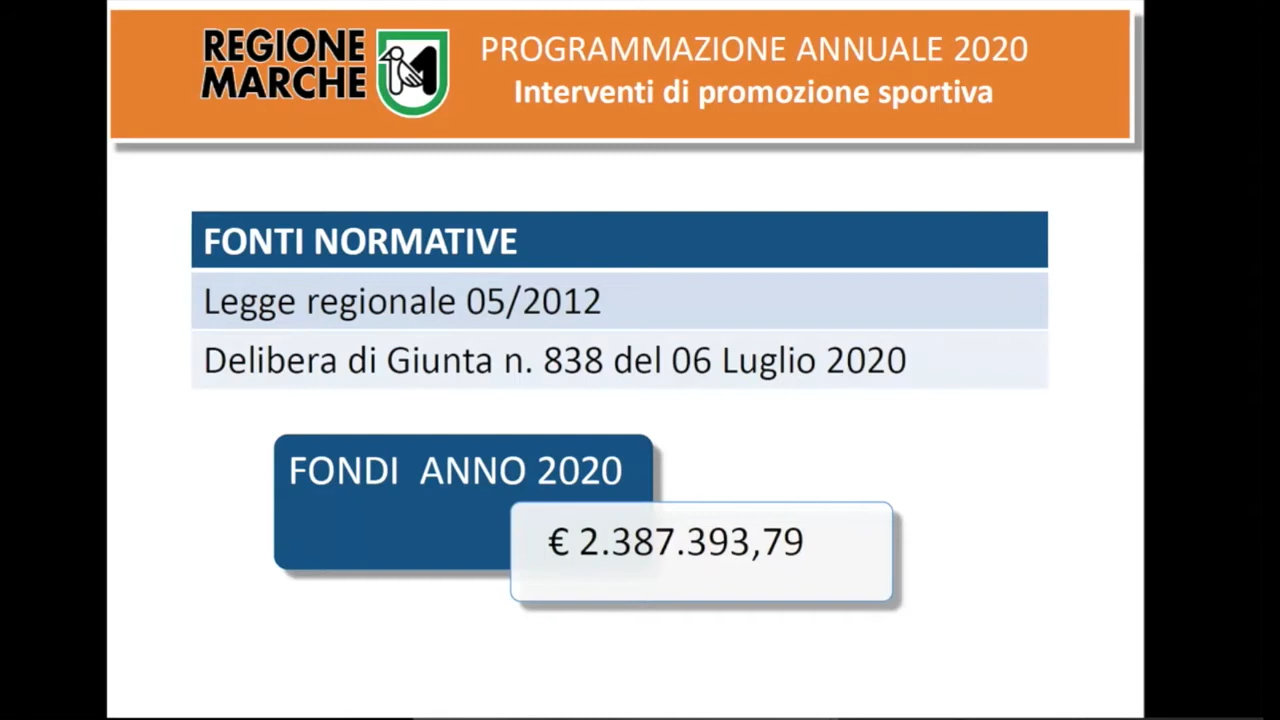 REGIONE
MARCHE
PROGRAMMAZIONE ANNUALE 2020
Interventi di promozione sportiva
FONTI NORMATIVE
Legge regionale 05/2012
Delibera di Giunta n. 838 del 06 Luglio 2020
FONDI ANNO 2020
€ 2.387.393,79